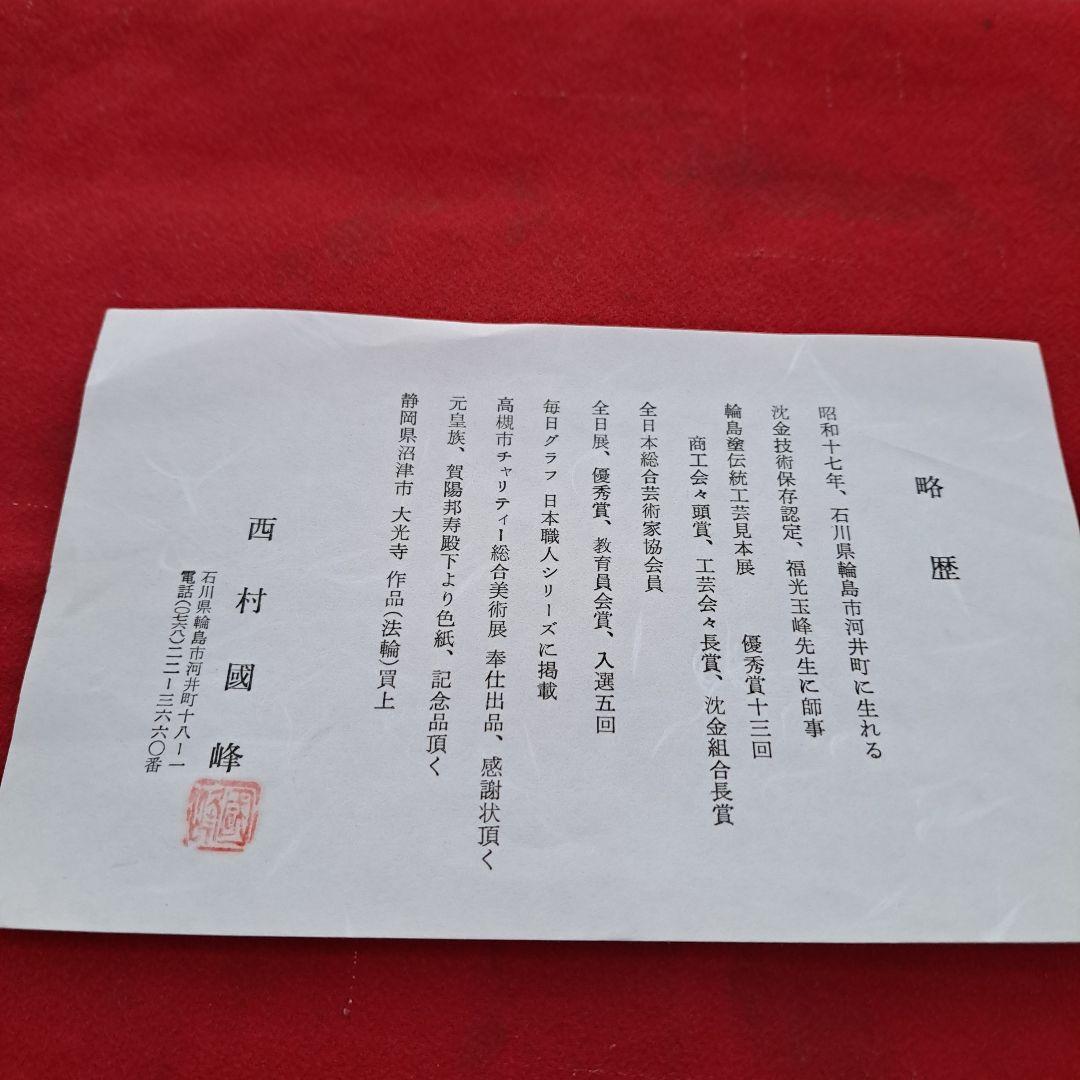 略歴
昭和十七年、石川県輪島市河井町に生れる
沈金技術保存認定、福光玉峰先生に師事
輪島塗伝統工芸見本展 優秀賞十三回
商工会々頭賞、工芸会々長賞、沈金組合長賞
全日本総合芸術家協会員
全日展、優秀賞、教育員会賞、入選五回
毎日グラフ 日本職人シリーズに掲載
高槻市チャリティー総合美術展 奉仕出品、感謝状頂く
元皇族、賀陽邦寿殿下より色紙、記念品頂く
静岡県沼津市 大光寺 作品(法輪)買上
西村國峰
石川県輪島市河井町十八ー一
電話(〇七六八)二二ー三六六〇番
國峰